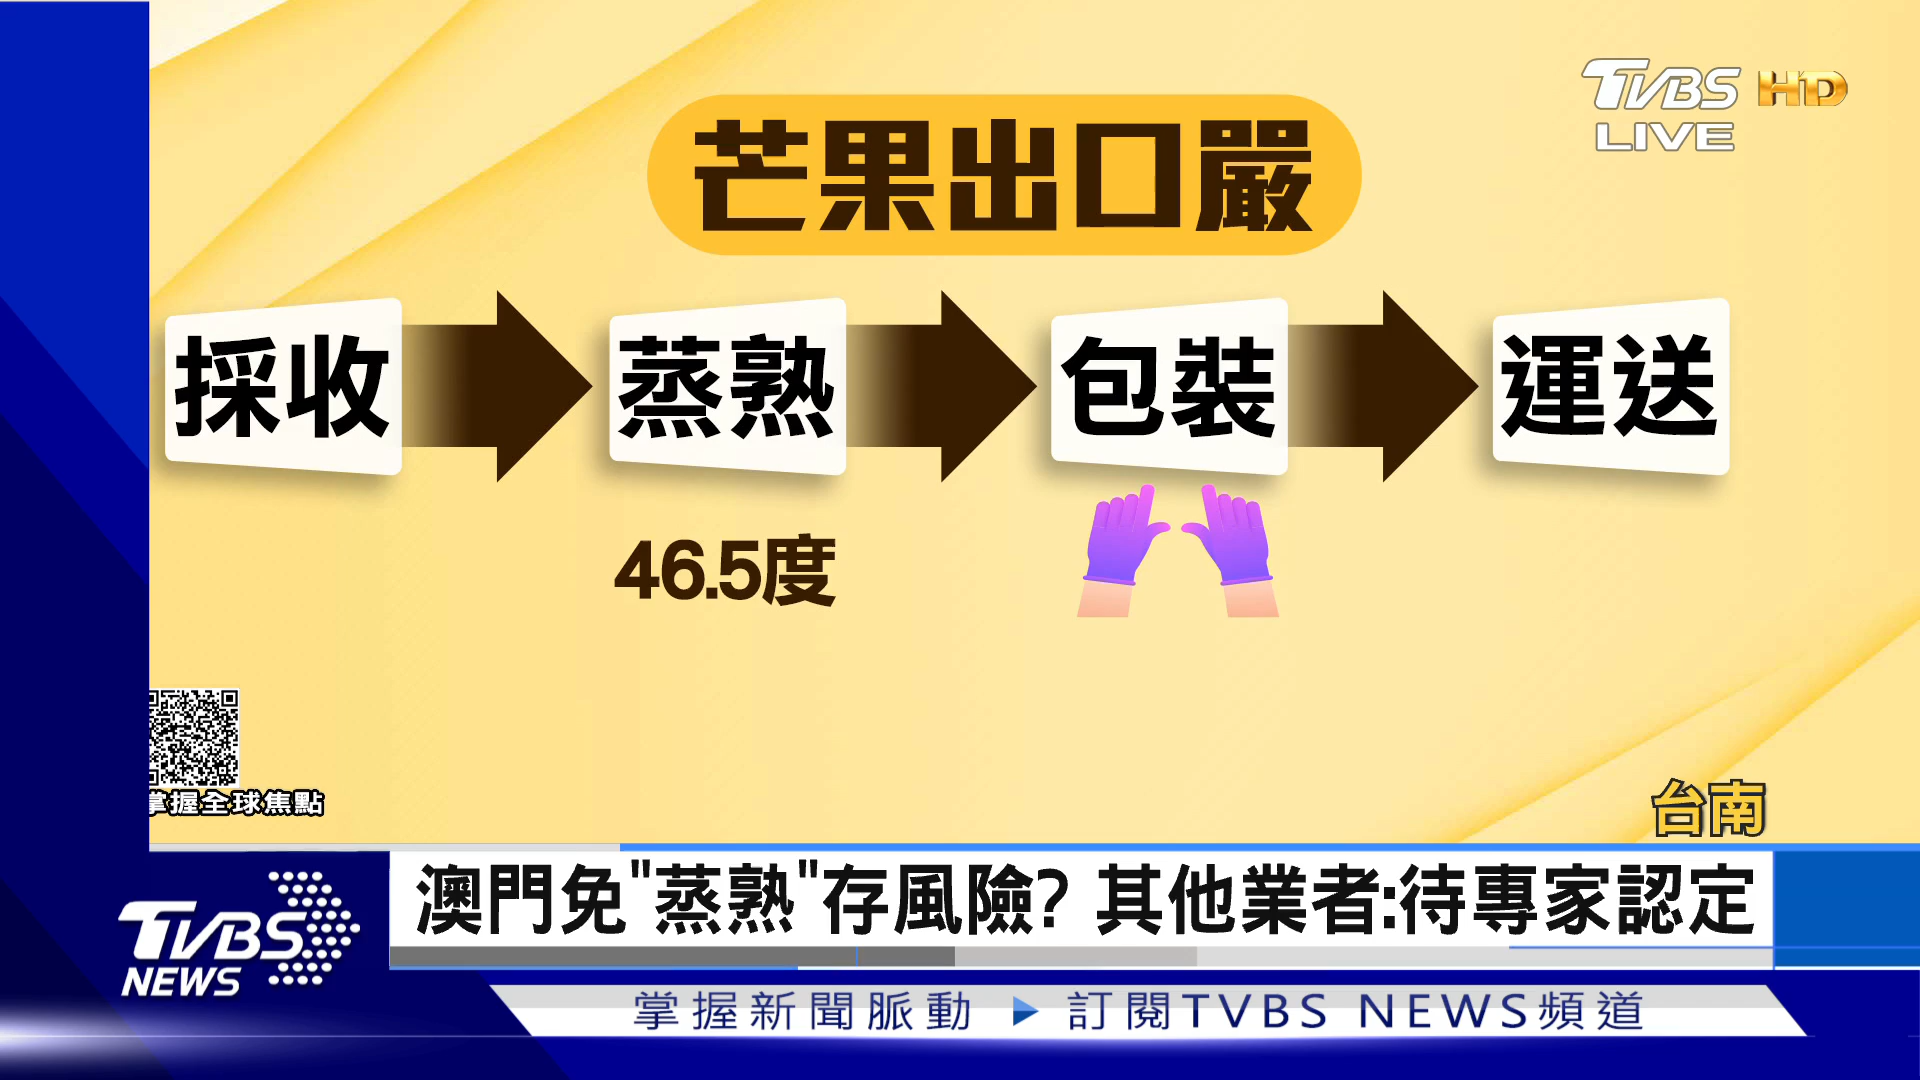 TVBS HD
LIVE
芒果出口嚴
採收
蒸熟
包裝
運送
46.5度
掌握全球焦點
台南
澳門免"蒸熟"存風險? 其他業者:待專家認定
TVBS
NEWS
掌握新聞脈動 訂閱TVBS NEWS頻道